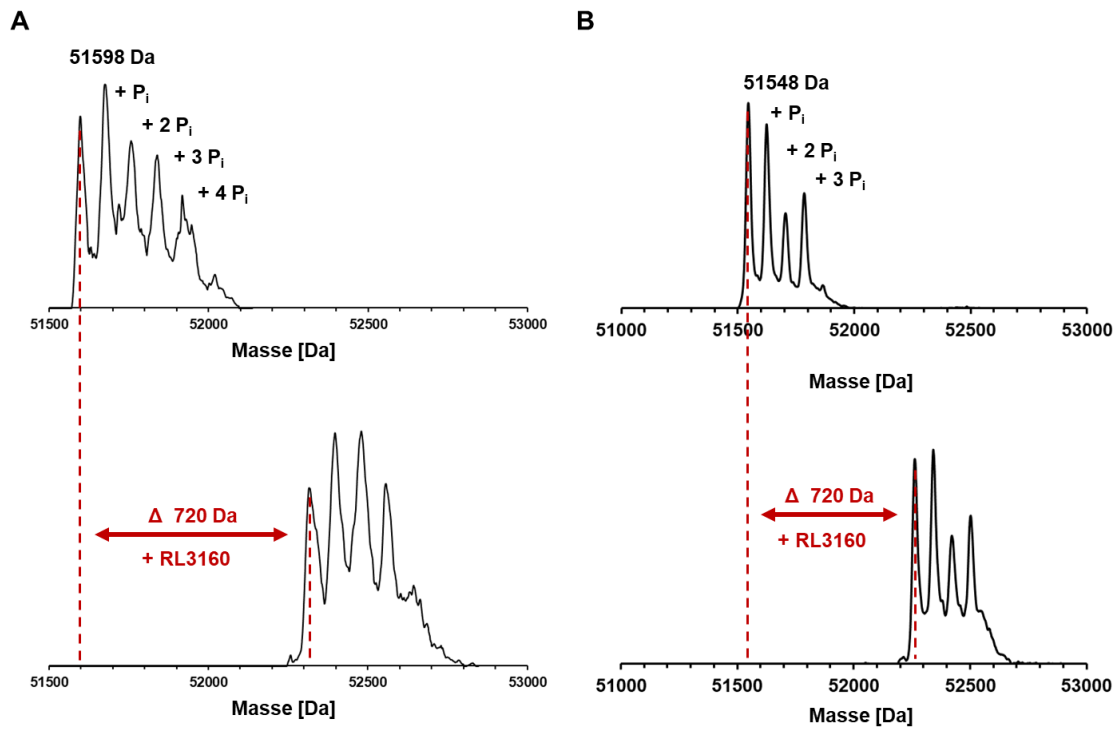 A
51598 Da
+ Pi
+ 2 Pi
+ 3 Pi
+ 4 Pi
51500 52000 52500 53000
Masse [Da]
Δ 720 Da
+ RL3160
51500 52000 52500 53000
Masse [Da]
B
51548 Da
+ Pi
+ 2 Pi
+ 3 Pi
51000 51500 52000 52500 53000
Masse [Da]
Δ 720 Da
+ RL3160
51000 51500 52000 52500 53000
Masse [Da]